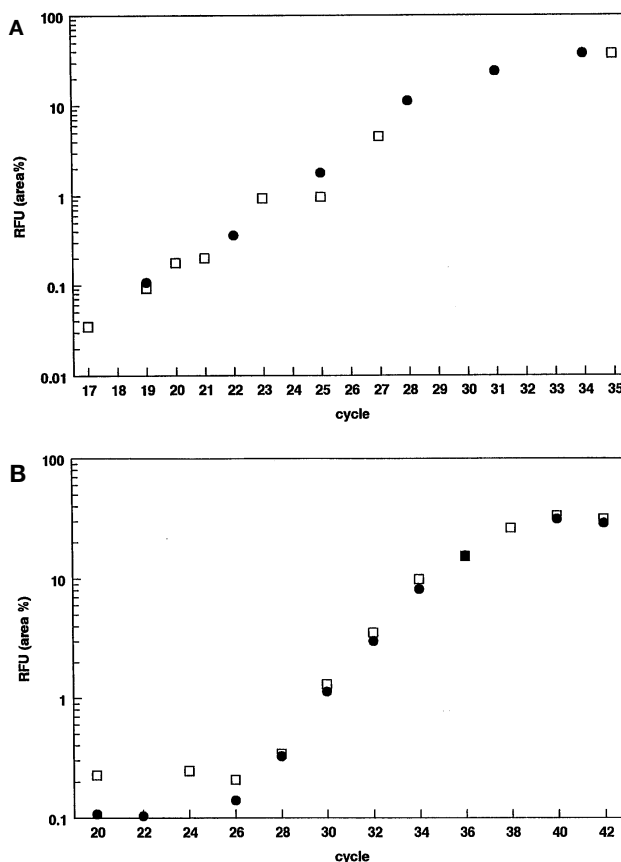 A
100
10
1
0.1
0.01
RFU (area%)
17 18 19 20 21 22 23 24 25 26 27 28 29 30 31 32 33 34 35
cycle
B
100
10
1
0.1
RFU (area %)
20 22 24 26 28 30 32 34 36 38 40 42
cycle